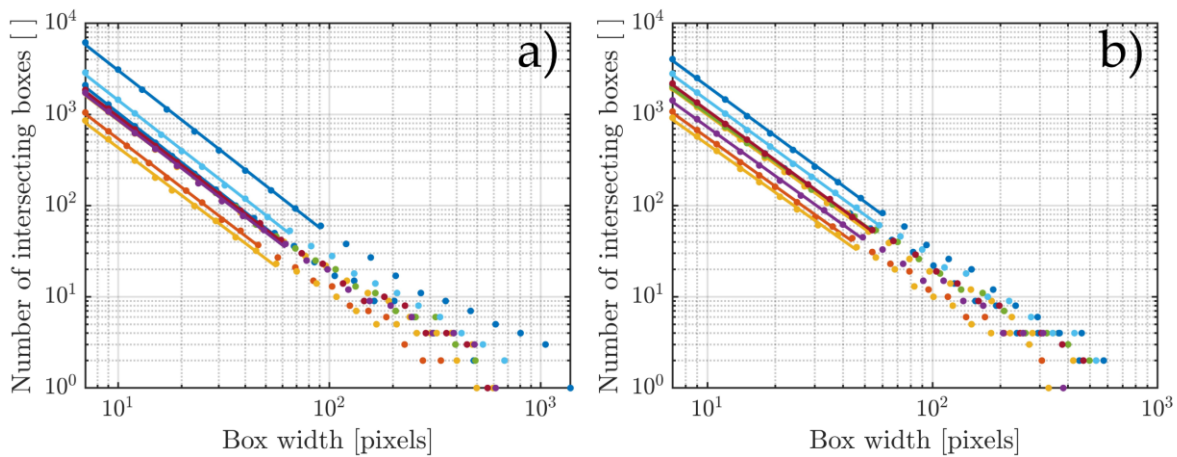 a)
Number of intersecting boxes [ ]
10^4
10^3
10^2
10^1
10^0
10^1 10^2 10^3
Box width [pixels]
b)
Number of intersecting boxes [ ]
10^4
10^3
10^2
10^1
10^0
10^1 10^2 10^3
Box width [pixels]